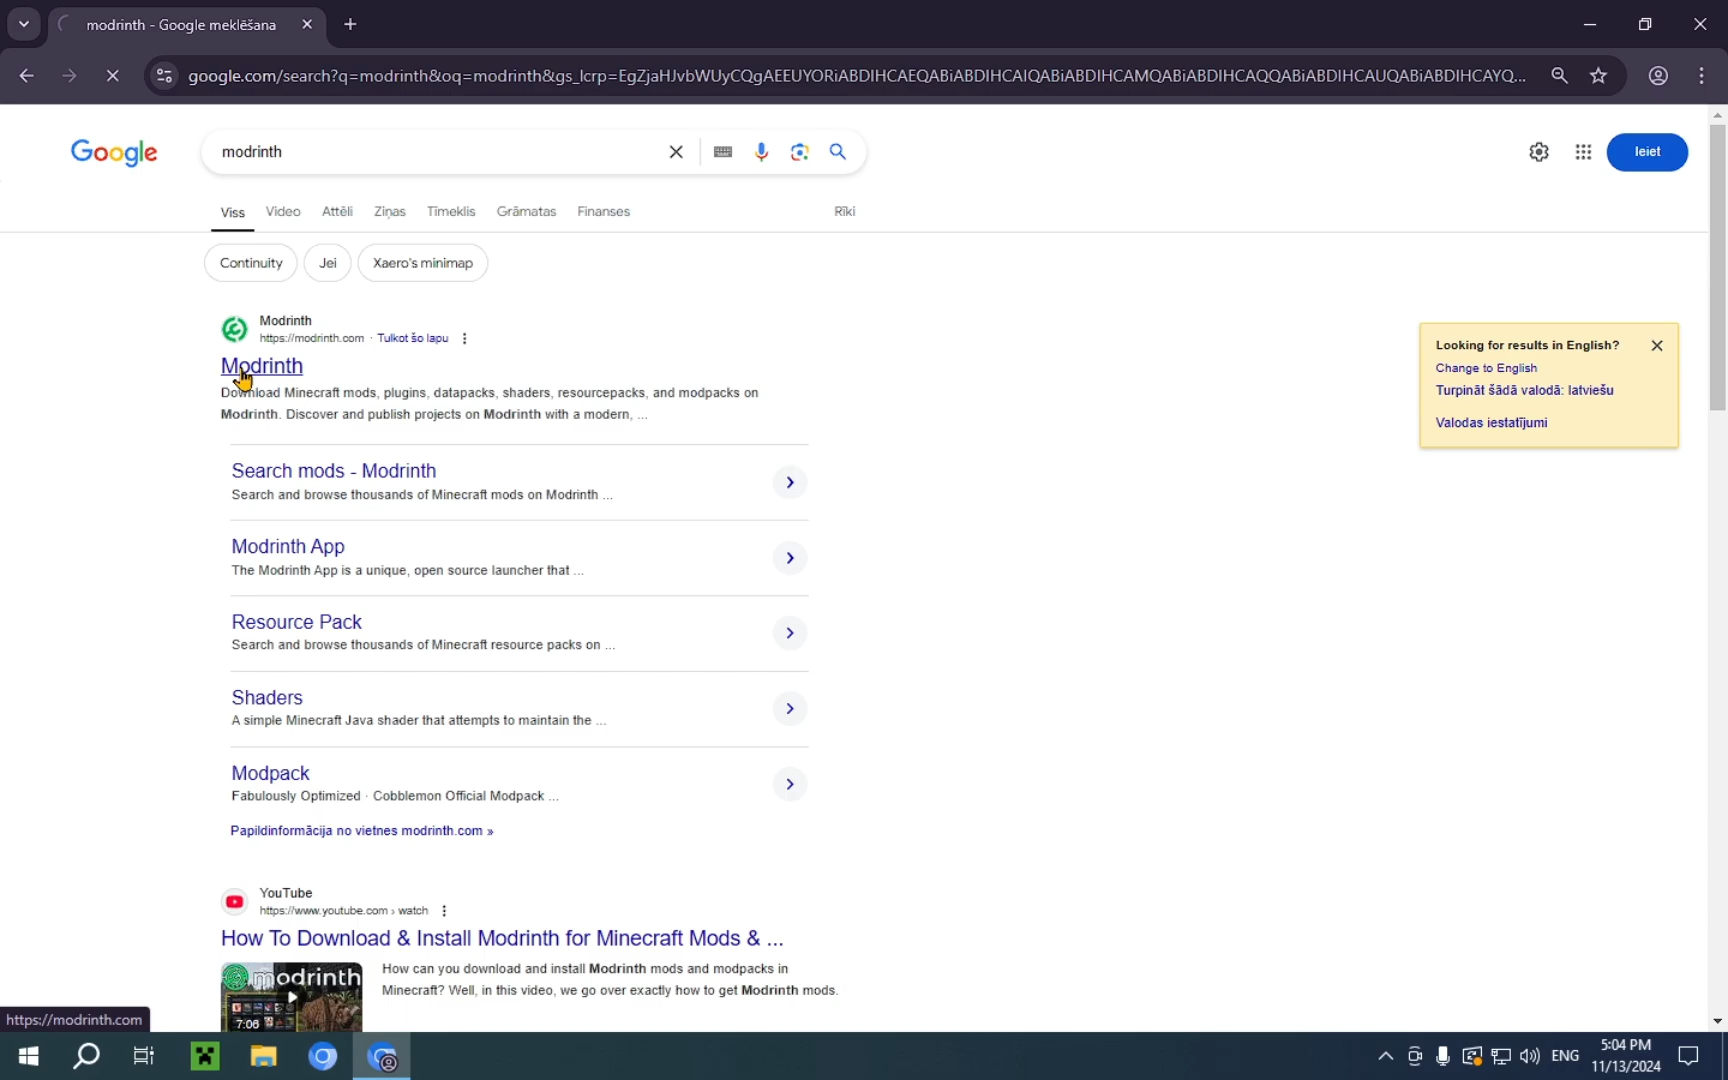 modrinth - Google meklēšana
google.com/search?q=modrinth&oq=modrinth&gs_lcrp=EgZjaHJvbWUyCQgAEEUYORiABDIHCAEQABiABDIHCAIQABiABDIHCAMQABiABDIHCAQQABiABDIHCAUQABiABDIHCAYQ...
Google
modrinth
Ieiet
Viss Video Attēli Ziņas Tīmeklis Grāmatas Finanses Rīki
Continuity Jei Xaero's minimap
Modrinth
https://modrinth.com · Tulkot šo lapu
Modrinth
Download Minecraft mods, plugins, datapacks, shaders, resourcepacks, and modpacks on
Modrinth. Discover and publish projects on Modrinth with a modern, ...
Looking for results in English?
Change to English
Turpināt šādā valodā: latviešu
Valodas iestatījumi
Search mods - Modrinth
Search and browse thousands of Minecraft mods on Modrinth ...
Modrinth App
The Modrinth App is a unique, open source launcher that ...
Resource Pack
Search and browse thousands of Minecraft resource packs on ...
Shaders
A simple Minecraft Java shader that attempts to maintain the ...
Modpack
Fabulously Optimized · Cobblemon Official Modpack ...
Papildinformācija no vietnes modrinth.com »
YouTube
https://www.youtube.com › watch
How To Download & Install Modrinth for Minecraft Mods & ...
modrinth
7:06
How can you download and install Modrinth mods and modpacks in
Minecraft? Well, in this video, we go over exactly how to get Modrinth mods.
https://modrinth.com
ENG
5:04 PM
11/13/2024